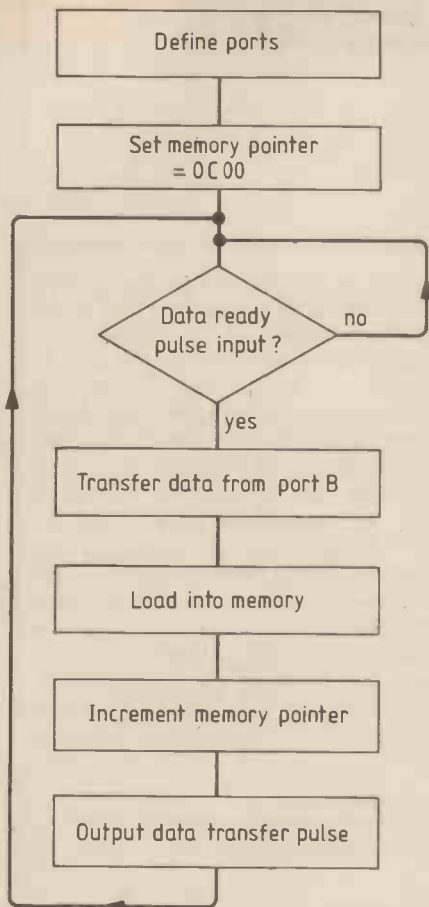 Define ports
Set memory pointer
= 0C00
Data ready
pulse input?
no
yes
Transfer data from port B
Load into memory
Increment memory pointer
Output data transfer pulse